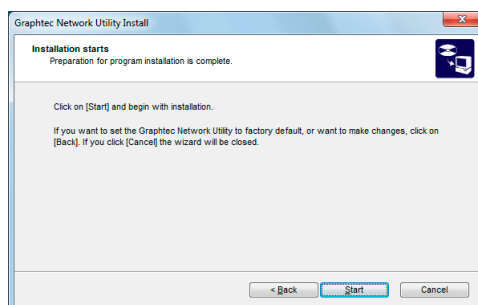 Graphtec Network Utility Install
Installation starts
Preparation for program installation is complete.
Click on [Start] and begin with installation.
If you want to set the Graphtec Network Utility to factory default, or want to make changes, click on
[Back]. If you click [Cancel] the wizard will be closed.
< Back
Start
Cancel